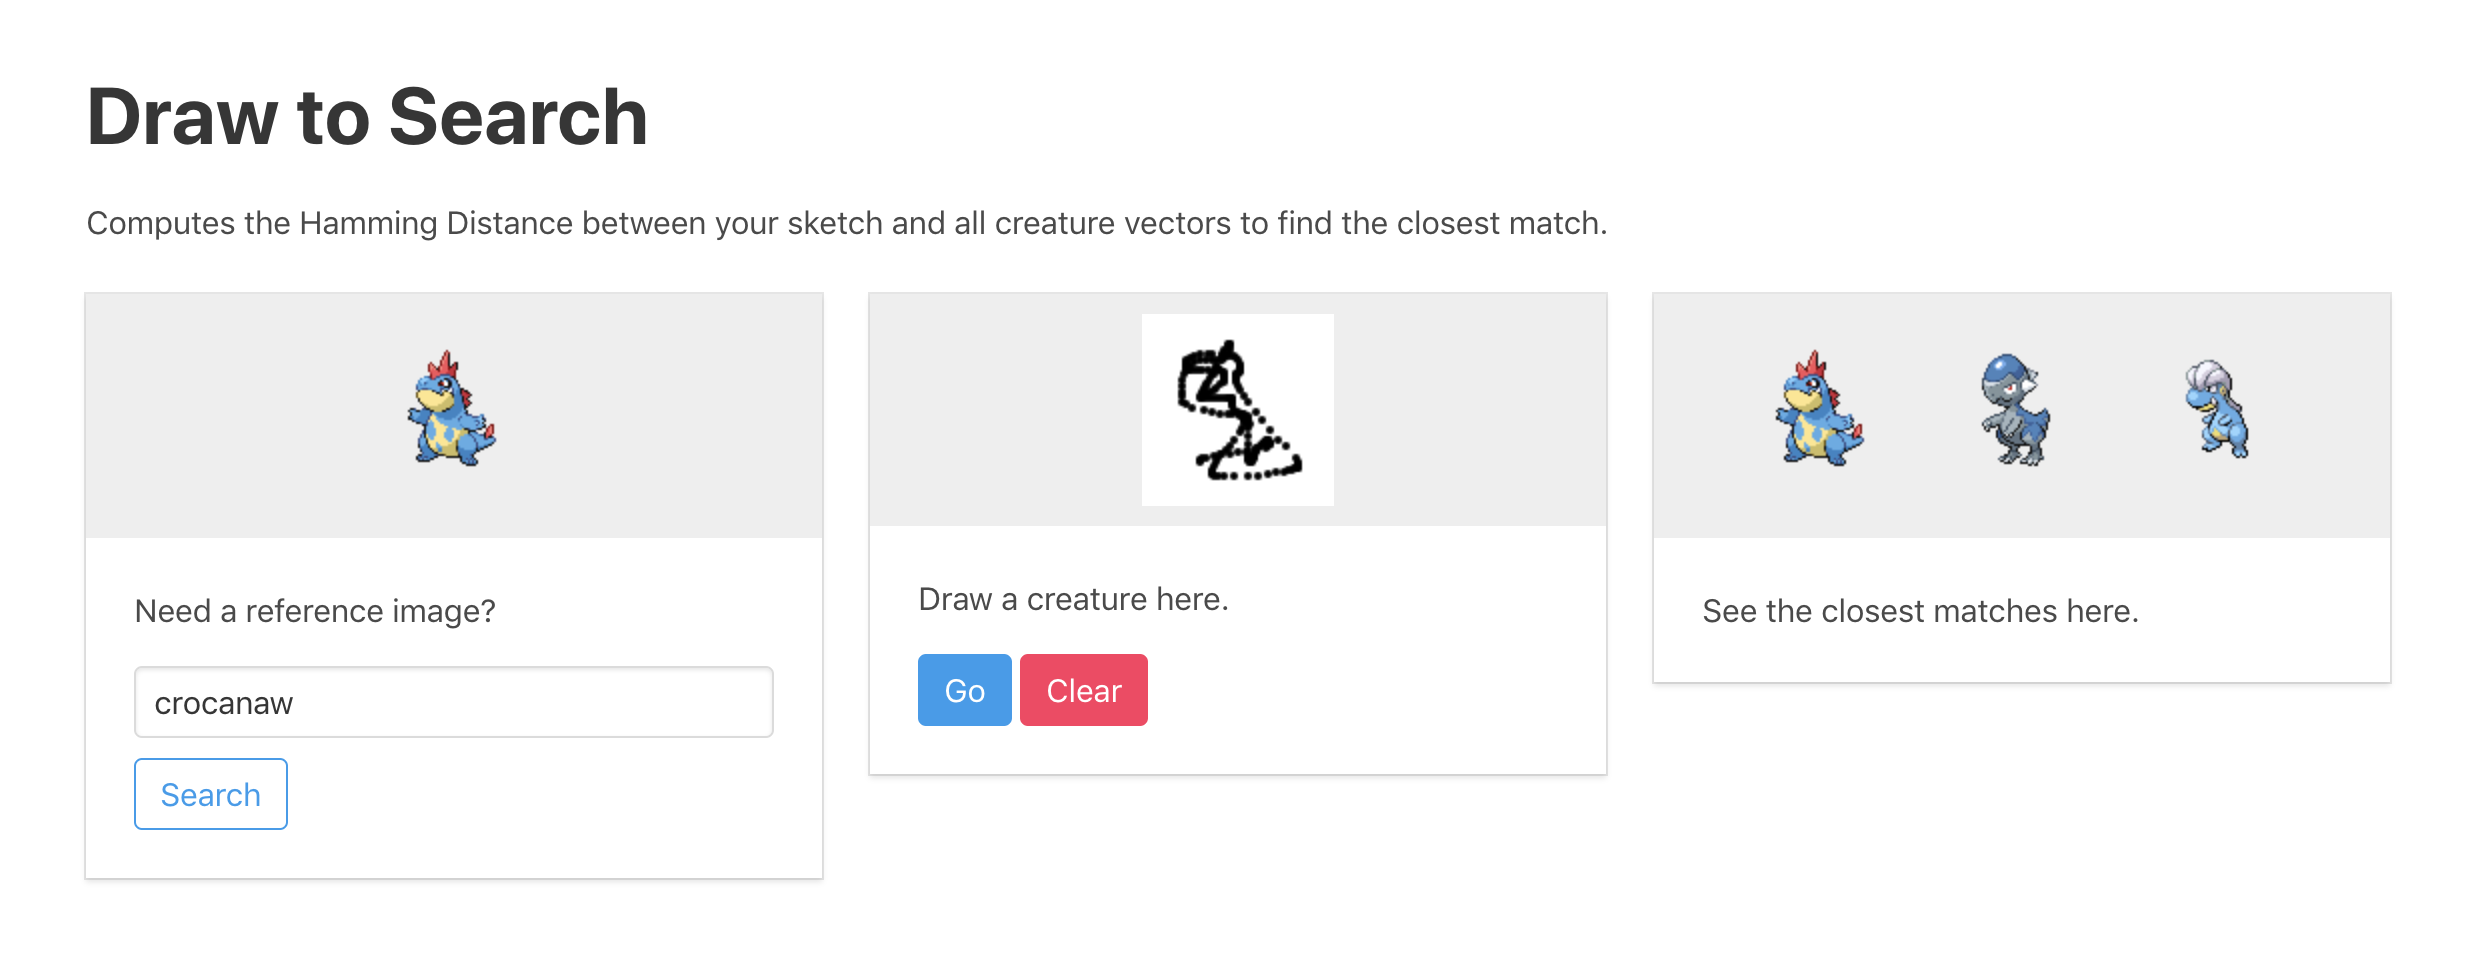 Draw to Search
Computes the Hamming Distance between your sketch and all creature vectors to find the closest match.
Need a reference image?
crocanaw
Search
Draw a creature here.
Go
Clear
See the closest matches here.